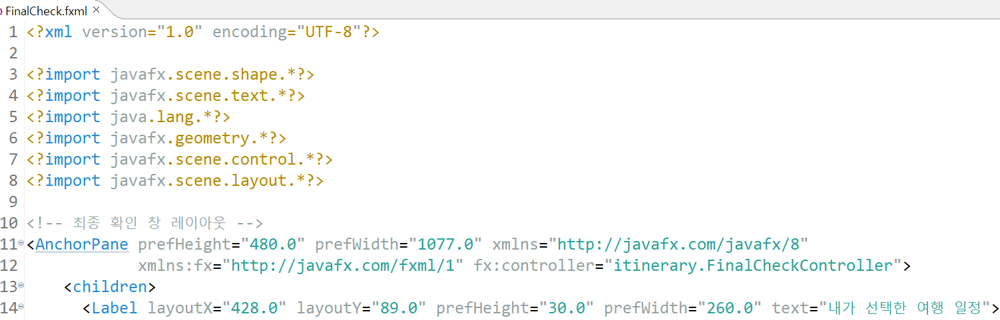 FinalCheck.fxml
1 <?xml version="1.0" encoding="UTF-8"?>
2
3 <?import javafx.scene.shape.*?>
4 <?import javafx.scene.text.*?>
5 <?import java.lang.*?>
6 <?import javafx.geometry.*?>
7 <?import javafx.scene.control.*?>
8 <?import javafx.scene.layout.*?>
9
10 <!-- 최종 확인 창 레이아웃 -->
11 <AnchorPane prefHeight="480.0" prefWidth="1077.0" xmlns="http://javafx.com/javafx/8"
12 xmlns:fx="http://javafx.com/fxml/1" fx:controller="itinerary.FinalCheckController">
13 <children>
14 <Label layoutX="428.0" layoutY="89.0" prefHeight="30.0" prefWidth="260.0" text="내가 선택한 여행 일정">